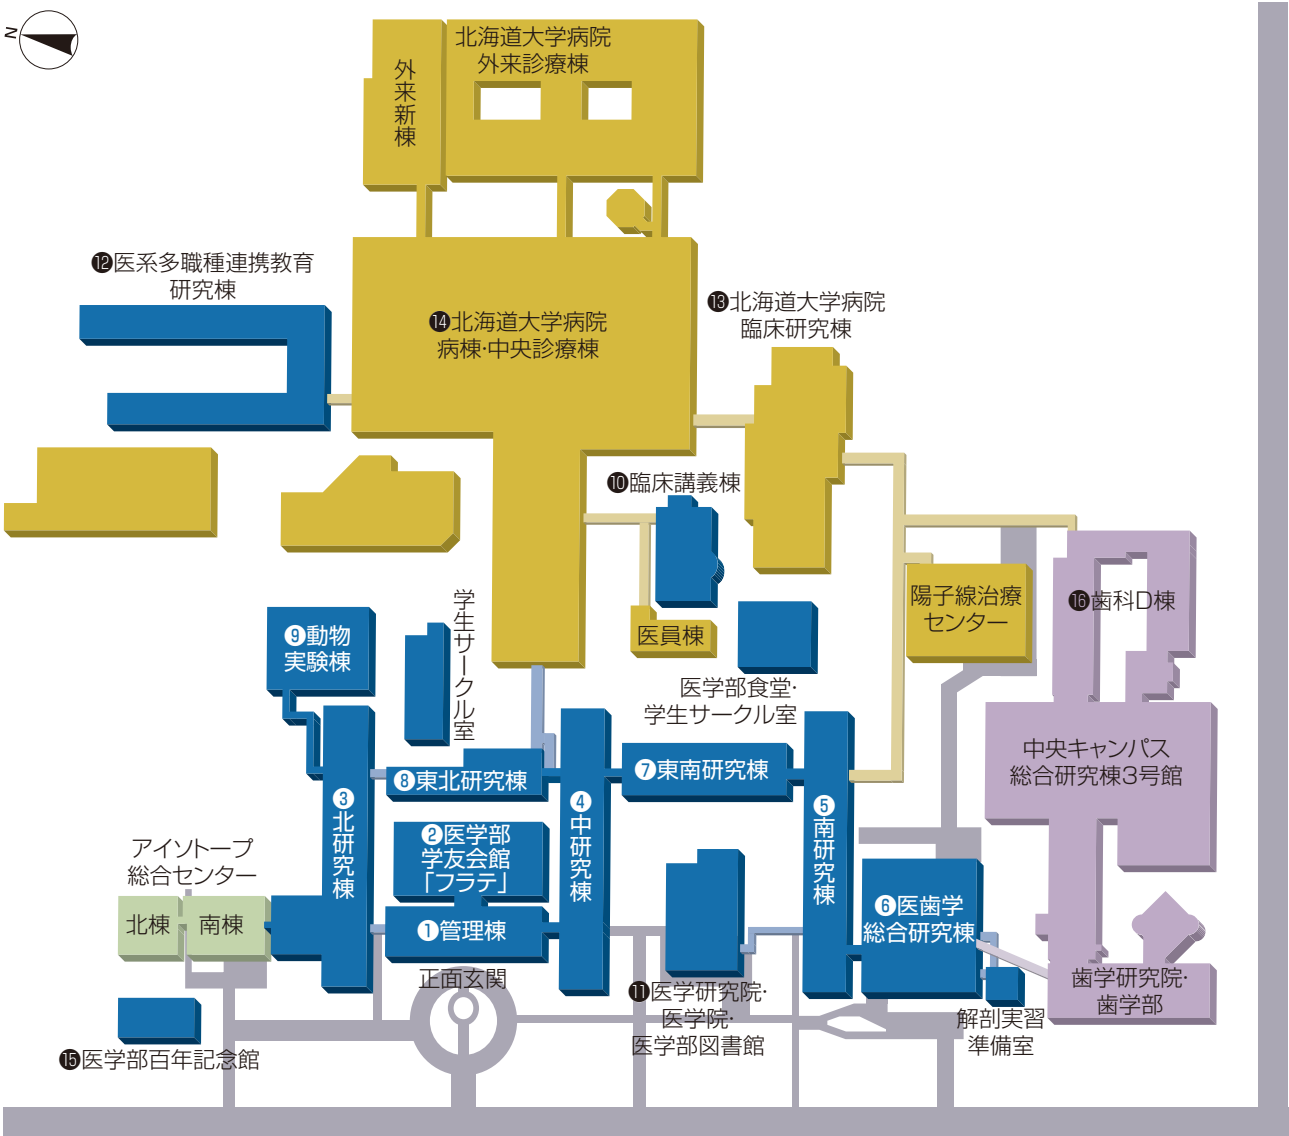 N
北海道大学病院
外来診療棟
外来新棟
⓬医系多職種連携教育
研究棟
⓮北海道大学病院
病棟・中央診療棟
⓭北海道大学病院
臨床研究棟
❿臨床講義棟
学生サークル室
医員棟
陽子線治療
センター
⓰歯科D棟
❾動物
実験棟
医学部食堂・
学生サークル室
中央キャンパス
総合研究棟3号館
❽東北研究棟
❼東南研究棟
❸北研究棟
❹中研究棟
❺南研究棟
❷医学部
学友会館
「フラテ」
アイソトープ
総合センター
北棟
南棟
❶管理棟
❻医歯学
総合研究棟
正面玄関
⓫医学研究院・
医学院・
医学部図書館
歯学研究院・
歯学部
解剖実習
準備室
⓯医学部百年記念館